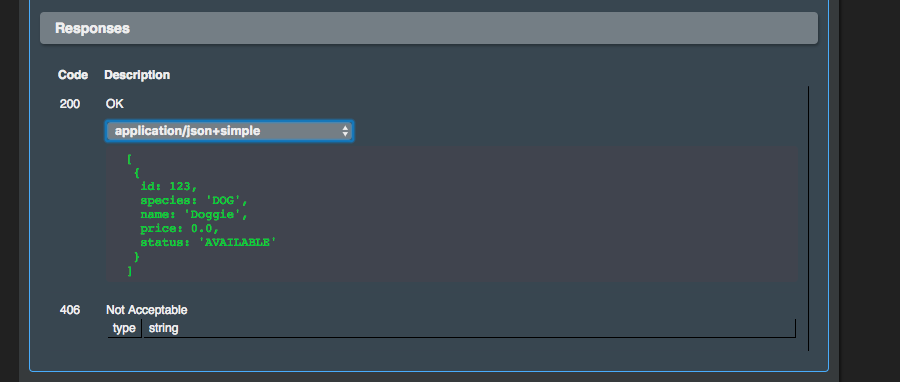 Responses
Code Description
200 OK
application/json+simple
[
{
id: 123,
species: 'DOG',
name: 'Doggie',
price: 0.0,
status: 'AVAILABLE'
}
]
406 Not Acceptable
type string